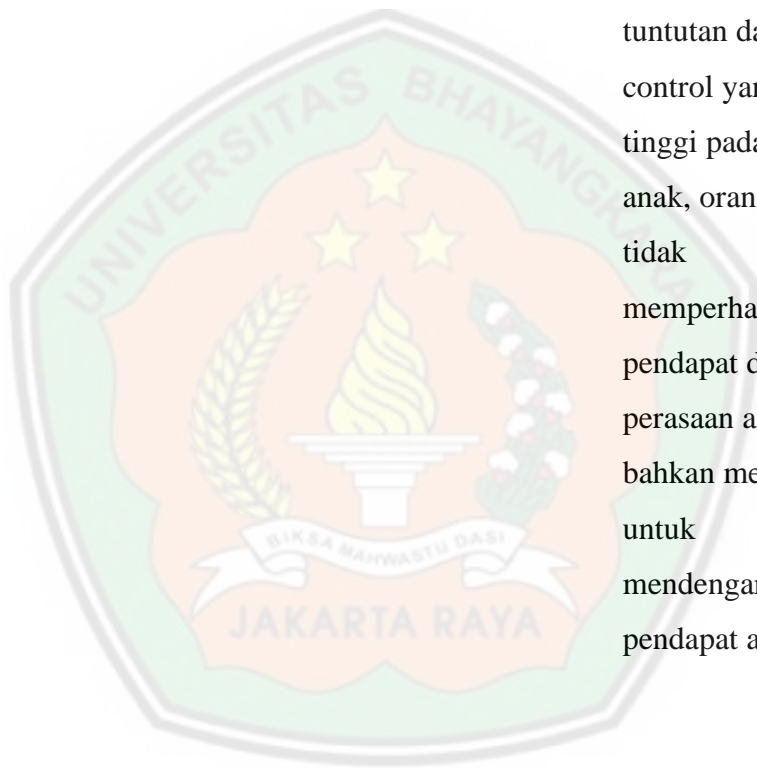 UNIVERSITAS BHAYANGKARA
BIKSA MAHWASTU DASI
JAKARTA RAYA
tuntutan da
control yan
tinggi pada
anak, oran
tidak
memperha
pendapat d
perasaan a
bahkan me
untuk
mendengar
pendapat a